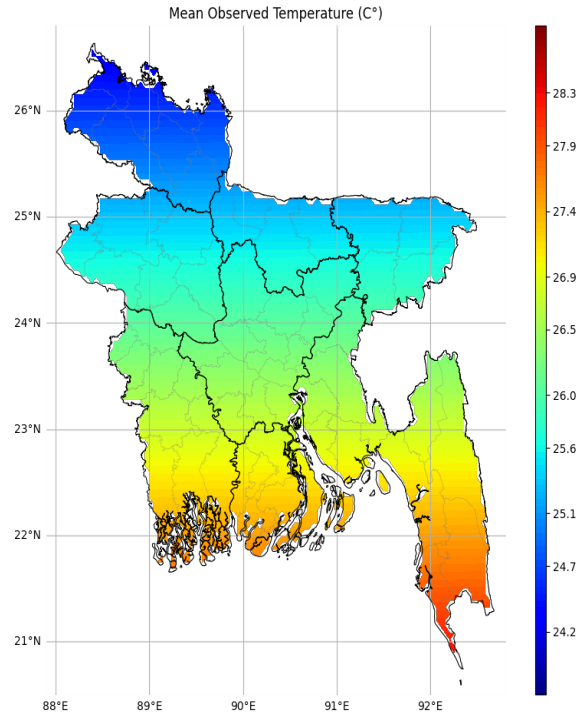 Mean Observed Temperature (C°)
26°N
25°N
24°N
23°N
22°N
21°N
88°E 89°E 90°E 91°E 92°E
28.3
27.9
27.4
26.9
26.5
26.0
25.6
25.1
24.7
24.2